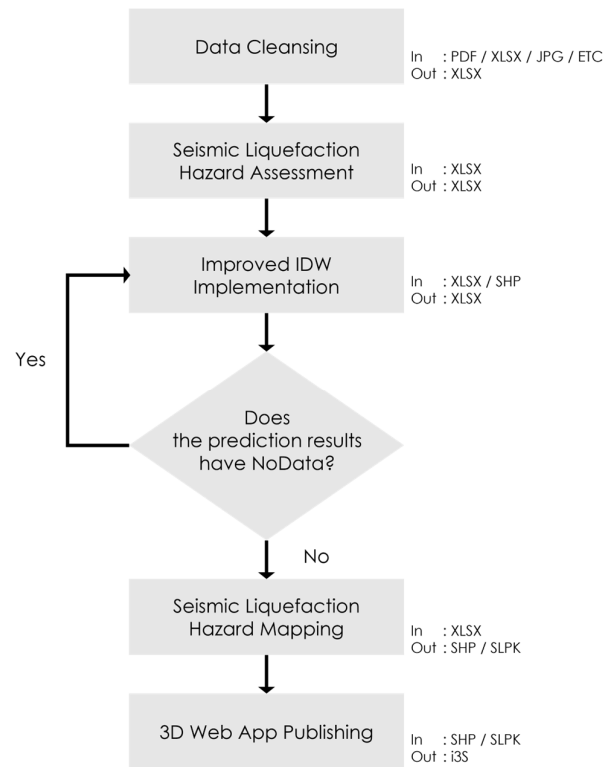 Data Cleansing
In : PDF / XLSX / JPG / ETC
Out : XLSX
Seismic Liquefaction
Hazard Assessment
In : XLSX
Out : XLSX
Improved IDW
Implementation
In : XLSX / SHP
Out : XLSX
Yes
Does
the prediction results
have NoData?
No
Seismic Liquefaction
Hazard Mapping
In : XLSX
Out : SHP / SLPK
3D Web App Publishing
In : SHP / SLPK
Out : i3S